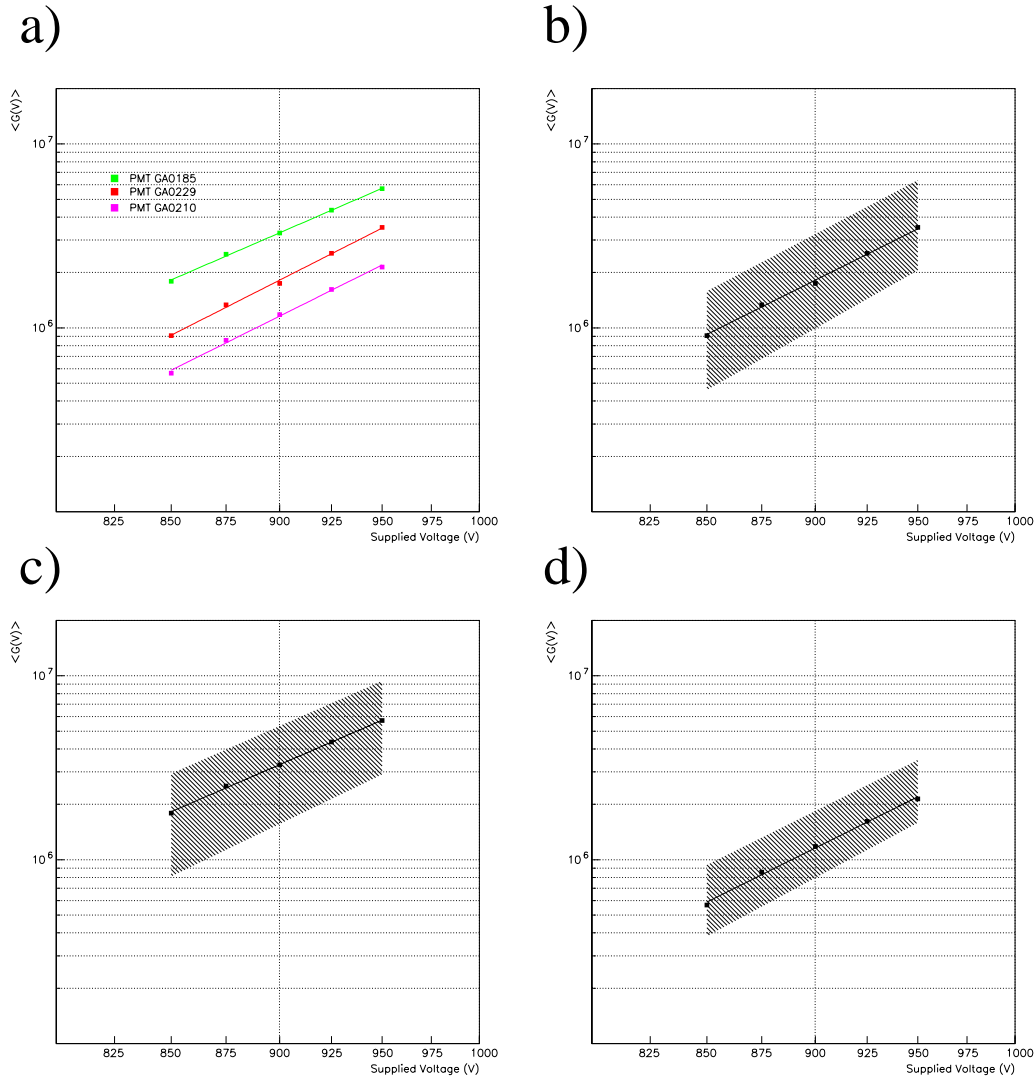 a)
<G(V)>
10^7
PMT GA0185
PMT GA0229
PMT GA0210
10^6
825 850 875 900 925 950 975 1000
Supplied Voltage (V)
b)
<G(V)>
10^7
10^6
825 850 875 900 925 950 975 1000
Supplied Voltage (V)
c)
<G(V)>
10^7
10^6
825 850 875 900 925 950 975 1000
Supplied Voltage (V)
d)
<G(V)>
10^7
10^6
825 850 875 900 925 950 975 1000
Supplied Voltage (V)